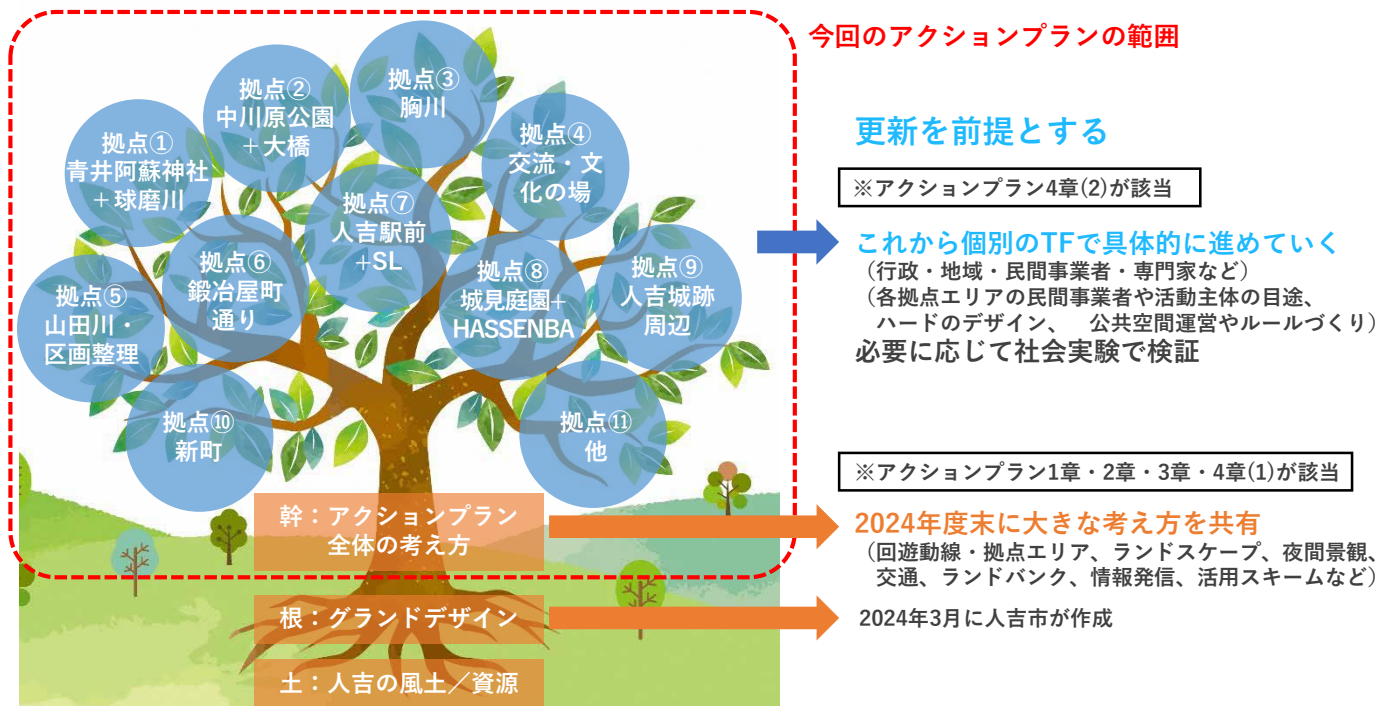 今回のアクションプランの範囲
拠点①
青井阿蘇神社
＋球磨川
拠点②
中川原公園
＋大橋
拠点③
胸川
拠点④
交流・文
化の場
拠点⑤
山田川・
区画整理
拠点⑥
鍛冶屋町
通り
拠点⑦
人吉駅前
+SL
拠点⑧
城見庭園+
HASSENBA
拠点⑨
人吉城跡
周辺
拠点⑩
新町
拠点⑪
他
更新を前提とする
※アクションプラン4章(2)が該当
これから個別のTFで具体的に進めていく
（行政・地域・民間事業者・専門家など）
（各拠点エリアの民間事業者や活動主体の目途、
ハードのデザイン、　公共空間運営やルールづくり）
必要に応じて社会実験で検証
※アクションプラン1章・2章・3章・4章(1)が該当
幹：アクションプラン
全体の考え方
2024年度末に大きな考え方を共有
（回遊動線・拠点エリア、ランドスケープ、夜間景観、
交通、ランドバンク、情報発信、活用スキームなど）
根：グランドデザイン
2024年3月に人吉市が作成
土：人吉の風土／資源